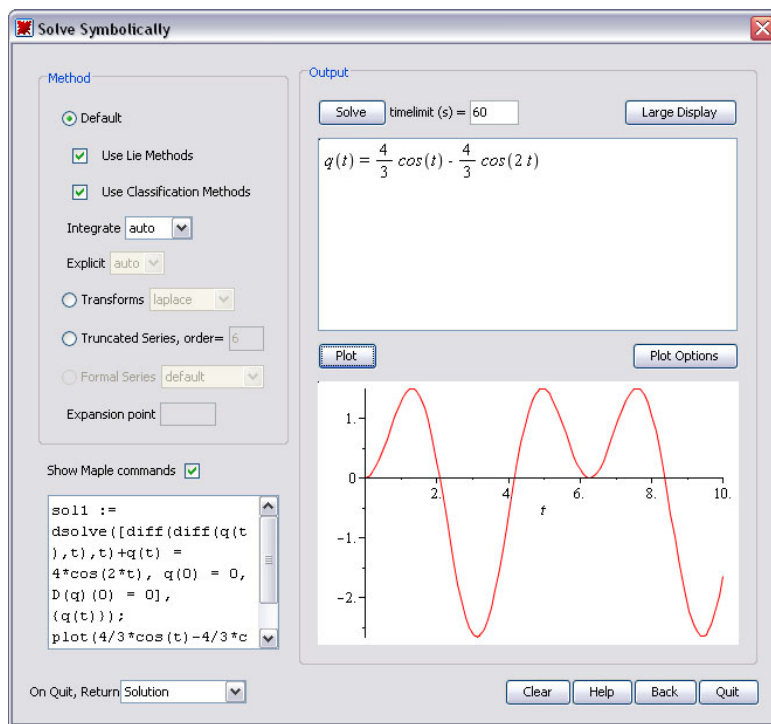 Solve Symbolically
Method
Default
Use Lie Methods
Use Classification Methods
Integrate auto
Explicit auto
Transforms laplace
Truncated Series, order= 6
Formal Series default
Expansion point
Show Maple commands
sol1 :=
dsolve([diff(diff(q(t
),t),t)+q(t) =
4*cos(2*t), q(0) = 0,
D(q)(0) = 0],
{q(t)});
plot(4/3*cos(t)-4/3*c
On Quit, Return Solution
Output
Solve timelimit (s) = 60 Large Display
q(t) = 4/3 cos(t) - 4/3 cos(2 t)
Plot Plot Options
1.
0
2. 4. 6. 8. 10.
t
-1.
-2.
Clear Help Back Quit